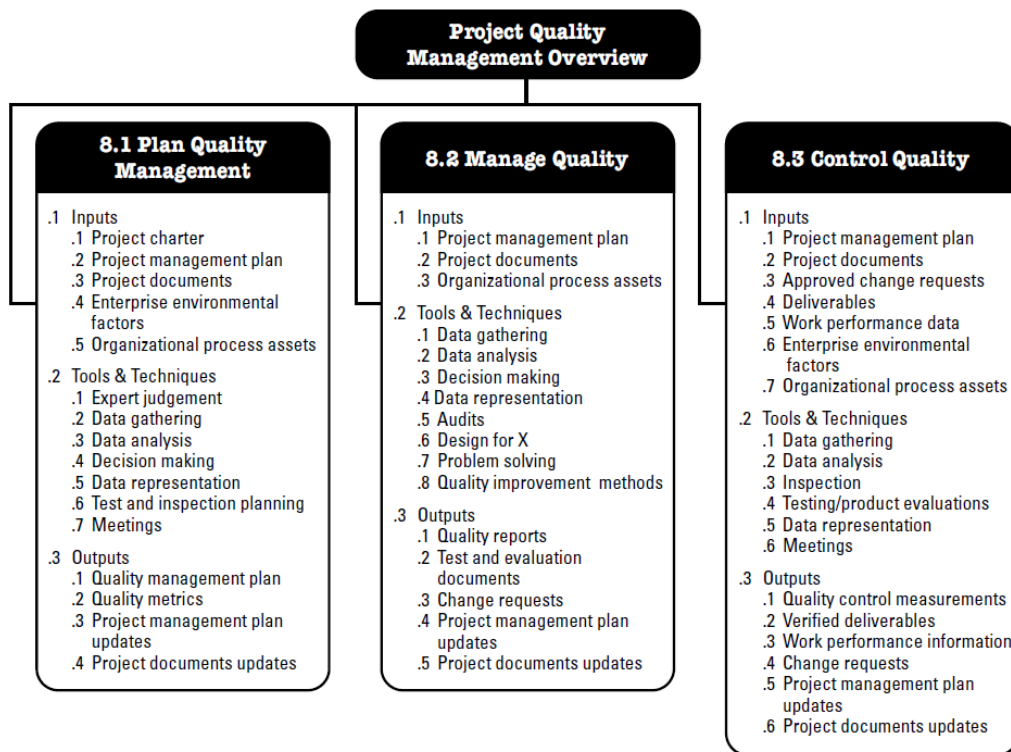 Project Quality
Management Overview
8.1 Plan Quality
Management
.1 Inputs
.1 Project charter
.2 Project management plan
.3 Project documents
.4 Enterprise environmental
factors
.5 Organizational process assets
.2 Tools & Techniques
.1 Expert judgement
.2 Data gathering
.3 Data analysis
.4 Decision making
.5 Data representation
.6 Test and inspection planning
.7 Meetings
.3 Outputs
.1 Quality management plan
.2 Quality metrics
.3 Project management plan
updates
.4 Project documents updates
8.2 Manage Quality
.1 Inputs
.1 Project management plan
.2 Project documents
.3 Organizational process assets
.2 Tools & Techniques
.1 Data gathering
.2 Data analysis
.3 Decision making
.4 Data representation
.5 Audits
.6 Design for X
.7 Problem solving
.8 Quality improvement methods
.3 Outputs
.1 Quality reports
.2 Test and evaluation
documents
.3 Change requests
.4 Project management plan
updates
.5 Project documents updates
8.3 Control Quality
.1 Inputs
.1 Project management plan
.2 Project documents
.3 Approved change requests
.4 Deliverables
.5 Work performance data
.6 Enterprise environmental
factors
.7 Organizational process assets
.2 Tools & Techniques
.1 Data gathering
.2 Data analysis
.3 Inspection
.4 Testing/product evaluations
.5 Data representation
.6 Meetings
.3 Outputs
.1 Quality control measurements
.2 Verified deliverables
.3 Work performance information
.4 Change requests
.5 Project management plan
updates
.6 Project documents updates